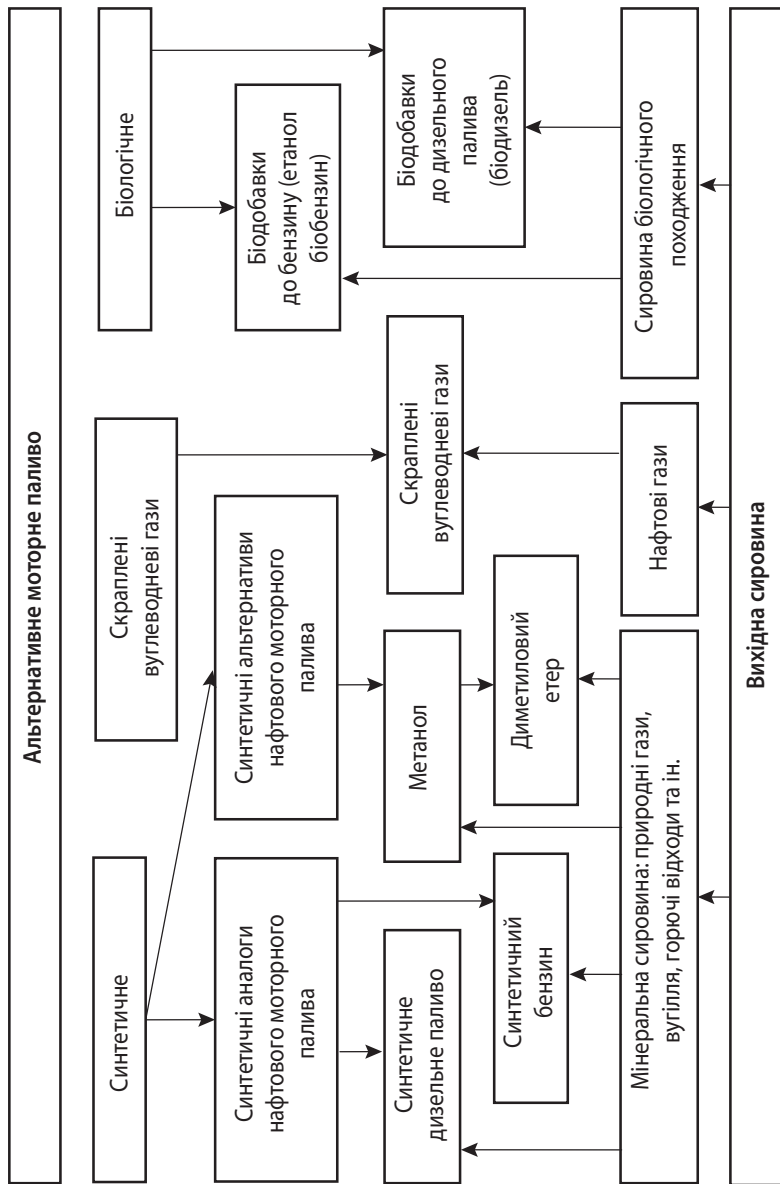 Альтернативне моторне паливо
Синтетичне
Скраплені
вуглеводневі гази
Біологічне
Синтетичні аналоги
нафтового моторного
палива
Синтетичні альтернативи
нафтового моторного
палива
Біодобавки
до бензину (етанол
біобензин)
Синтетичне
дизельне паливо
Метанол
Скраплені
вуглеводневі гази
Біодобавки
до дизельного
палива
(біодизель)
Синтетичний
бензин
Диметиловий
етер
Мінеральна сировина: природні гази,
вугілля, горючі відходи та ін.
Нафтові гази
Сировина біологічного
походження
Вихідна сировина